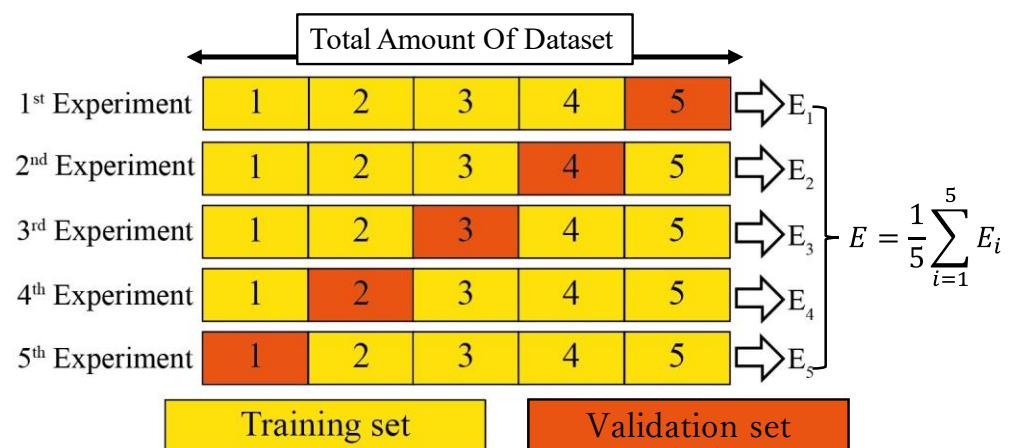 Total Amount Of Dataset
1st Experiment 1 2 3 4 5 E1
2nd Experiment 1 2 3 4 5 E2
3rd Experiment 1 2 3 4 5 E3
4th Experiment 1 2 3 4 5 E4
5th Experiment 1 2 3 4 5 E5
E = 1/5 ∑_{i=1}^{5} E_i
Training set
Validation set